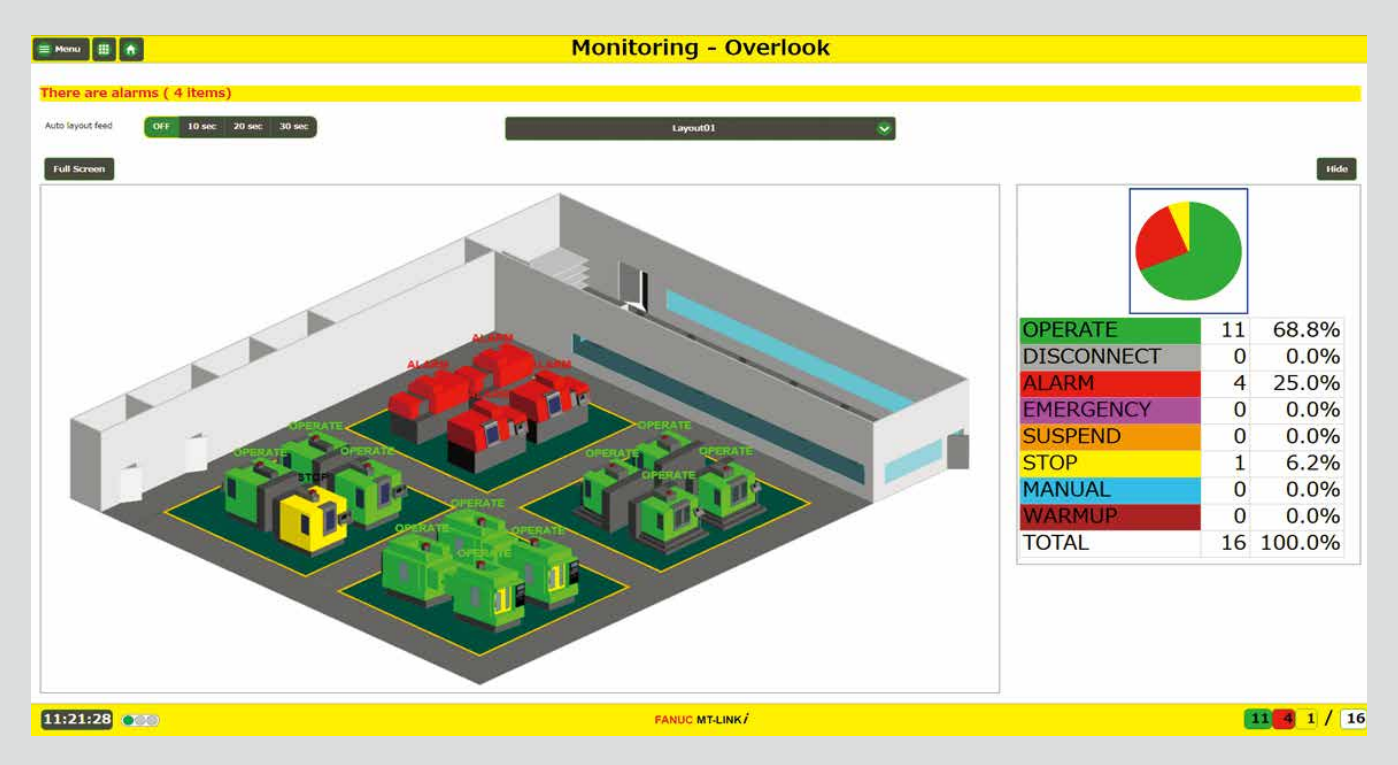 Menu
Monitoring - Overlook
There are alarms ( 4 items)
Auto layout feed
OFF 10 sec 20 sec 30 sec
Layout01
Full Screen
Hide
ALARM
ALARM
ALARM
OPERATE
OPERATE
OPERATE
STOP
OPERATE
OPERATE
OPERATE
OPERATE
OPERATE
OPERATE
OPERATE
OPERATE
OPERATE 11 68.8%
DISCONNECT 0 0.0%
ALARM 4 25.0%
EMERGENCY 0 0.0%
SUSPEND 0 0.0%
STOP 1 6.2%
MANUAL 0 0.0%
WARMUP 0 0.0%
TOTAL 16 100.0%
11:21:28
FANUC MT-LINKi
11 4 1 / 16